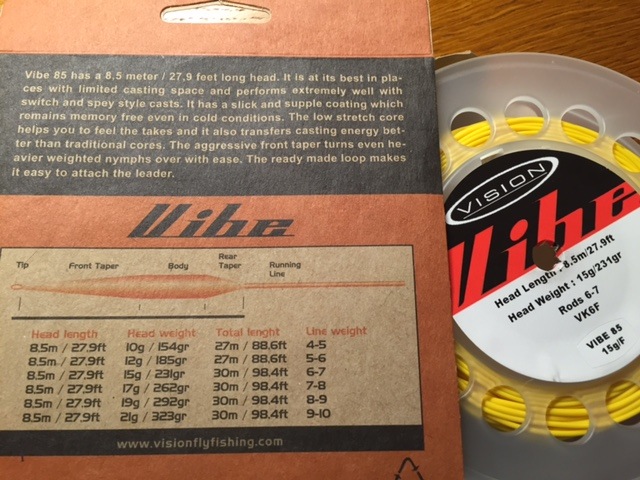 Vibe 85 has a 8.5 meter / 27,9 feet long head. It is at its best in pla-
ces with limited casting space and performs extremely well with
switch and spey style casts. It has a slick and supple coating which
remains memory free even in cold conditions. The low stretch core
helps you to feel the takes and it also transfers casting energy bet-
ter than traditional cores. The aggressive front taper turns even he-
avier weighted nymphs over with ease. The ready made loop makes
it easy to attach the leader.
Vibe
Tip Front Taper Body Rear Taper Running Line
Head length Head weight Total lenght Line weight
8.5m / 27.9ft 10g / 154gr 27m / 88.6ft 4-5
8.5m / 27.9ft 12g / 185gr 27m / 88.6ft 5-6
8.5m / 27.9ft 15g / 231gr 30m / 98.4ft 6-7
8.5m / 27.9ft 17g / 262gr 30m / 98.4ft 7-8
8.5m / 27.9ft 19g / 292gr 30m / 98.4ft 8-9
8.5m / 27.9ft 21g / 323gr 30m / 98.4ft 9-10
www.visionflyfishing.com
VISION
Vibe
Head Length : 8.5m/27.9ft
Head Weight : 15g/231gr
Rods 6-7
VK6F
VIBE 85
15g/F